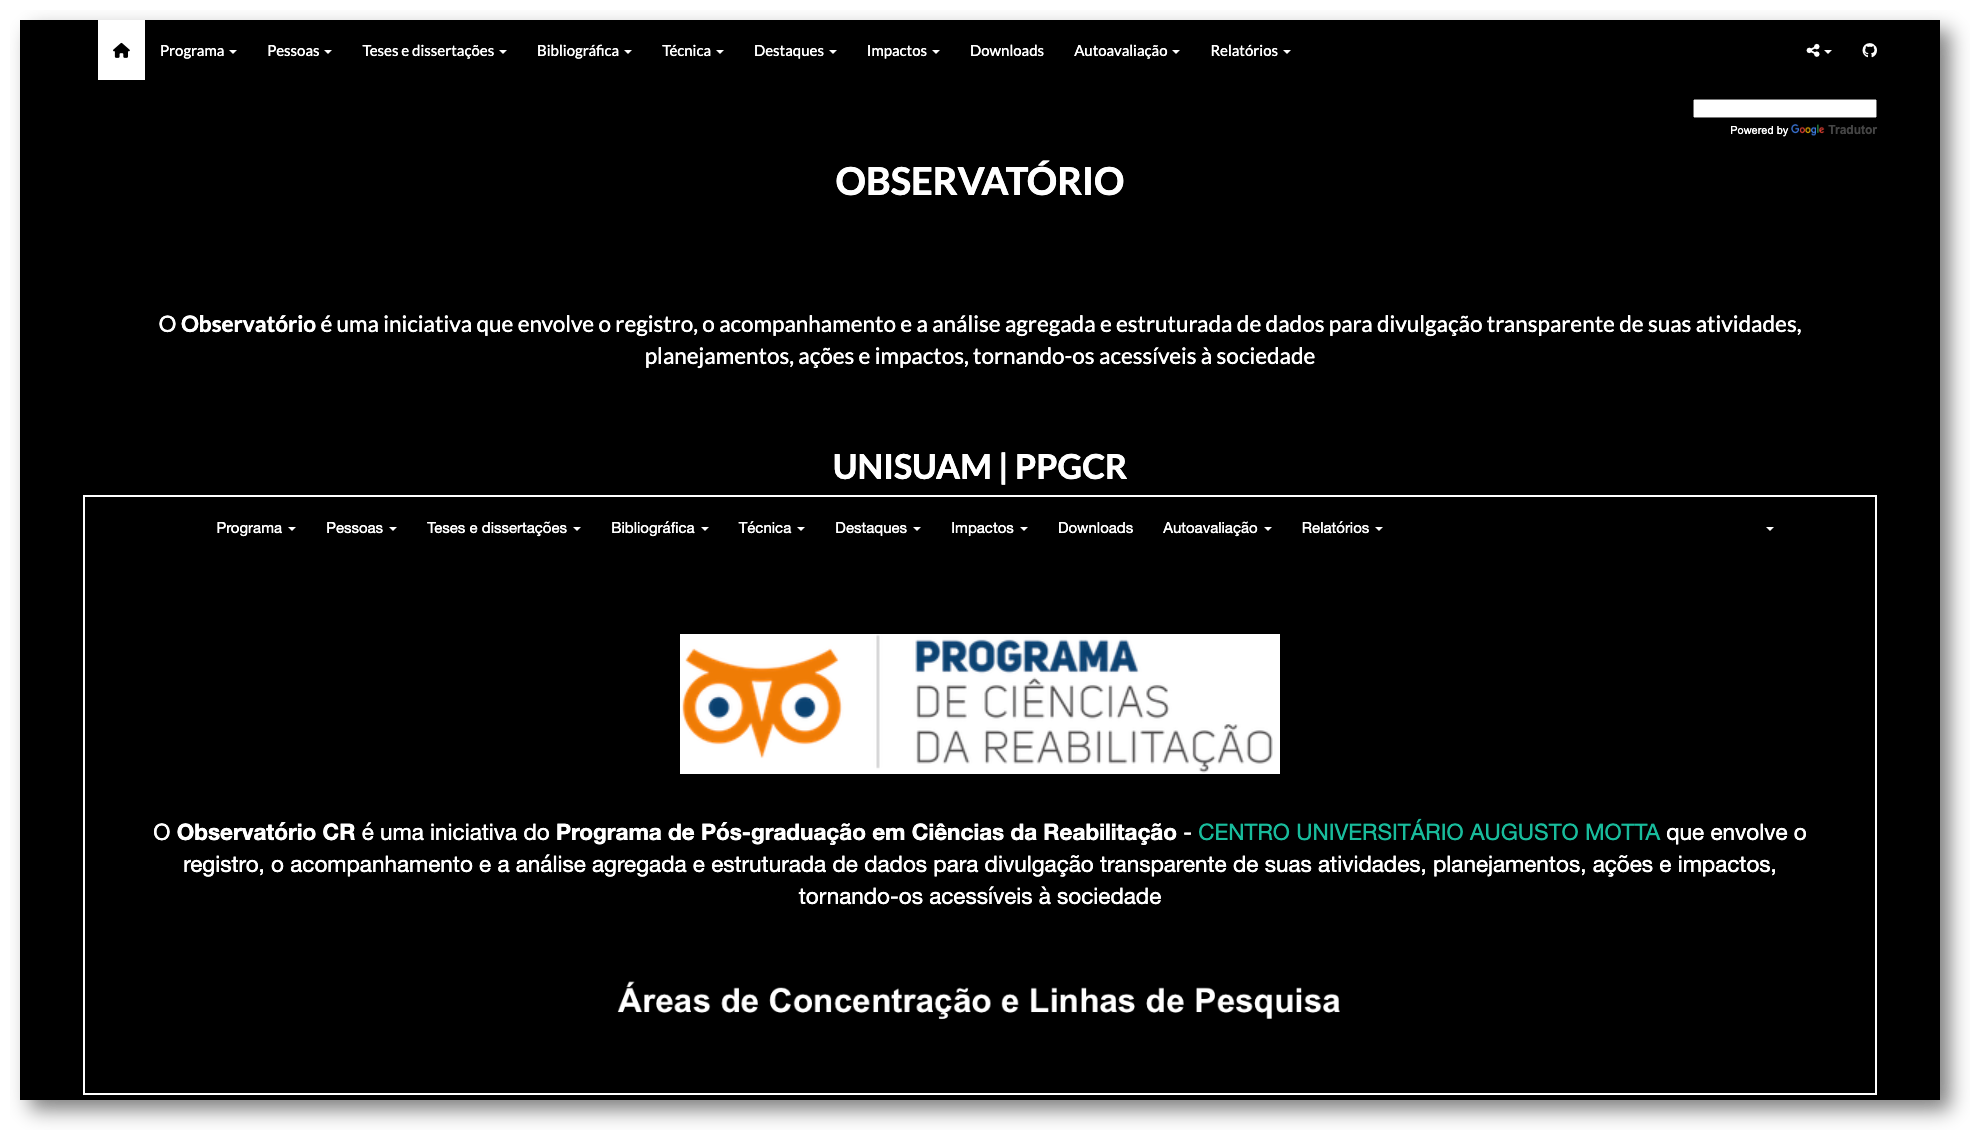 Programa Pessoas Teses e dissertações Bibliográfica Técnica Destaques Impactos Downloads Autoavaliação Relatórios
Powered by Google Tradutor
OBSERVATÓRIO
O Observatório é uma iniciativa que envolve o registro, o acompanhamento e a análise agregada e estruturada de dados para divulgação transparente de suas atividades,
planejamentos, ações e impactos, tornando-os acessíveis à sociedade
UNISUAM | PPGCR
Programa Pessoas Teses e dissertações Bibliográfica Técnica Destaques Impactos Downloads Autoavaliação Relatórios
PROGRAMA
DE CIÊNCIAS
DA REABILITAÇÃO
O Observatório CR é uma iniciativa do Programa de Pós-graduação em Ciências da Reabilitação - CENTRO UNIVERSITÁRIO AUGUSTO MOTTA que envolve o
registro, o acompanhamento e a análise agregada e estruturada de dados para divulgação transparente de suas atividades, planejamentos, ações e impactos,
tornando-os acessíveis à sociedade
Áreas de Concentração e Linhas de Pesquisa